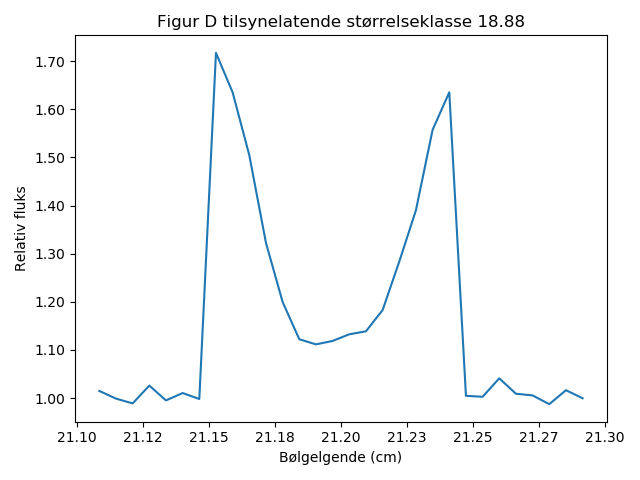 Figur D tilsynelatende størrelseklasse 18.88
1.70
1.60
1.50
1.40
1.30
1.20
1.10
1.00
Relativ fluks
21.10 21.12 21.15 21.18 21.20 21.23 21.25 21.27 21.30
Bølgelgende (cm)